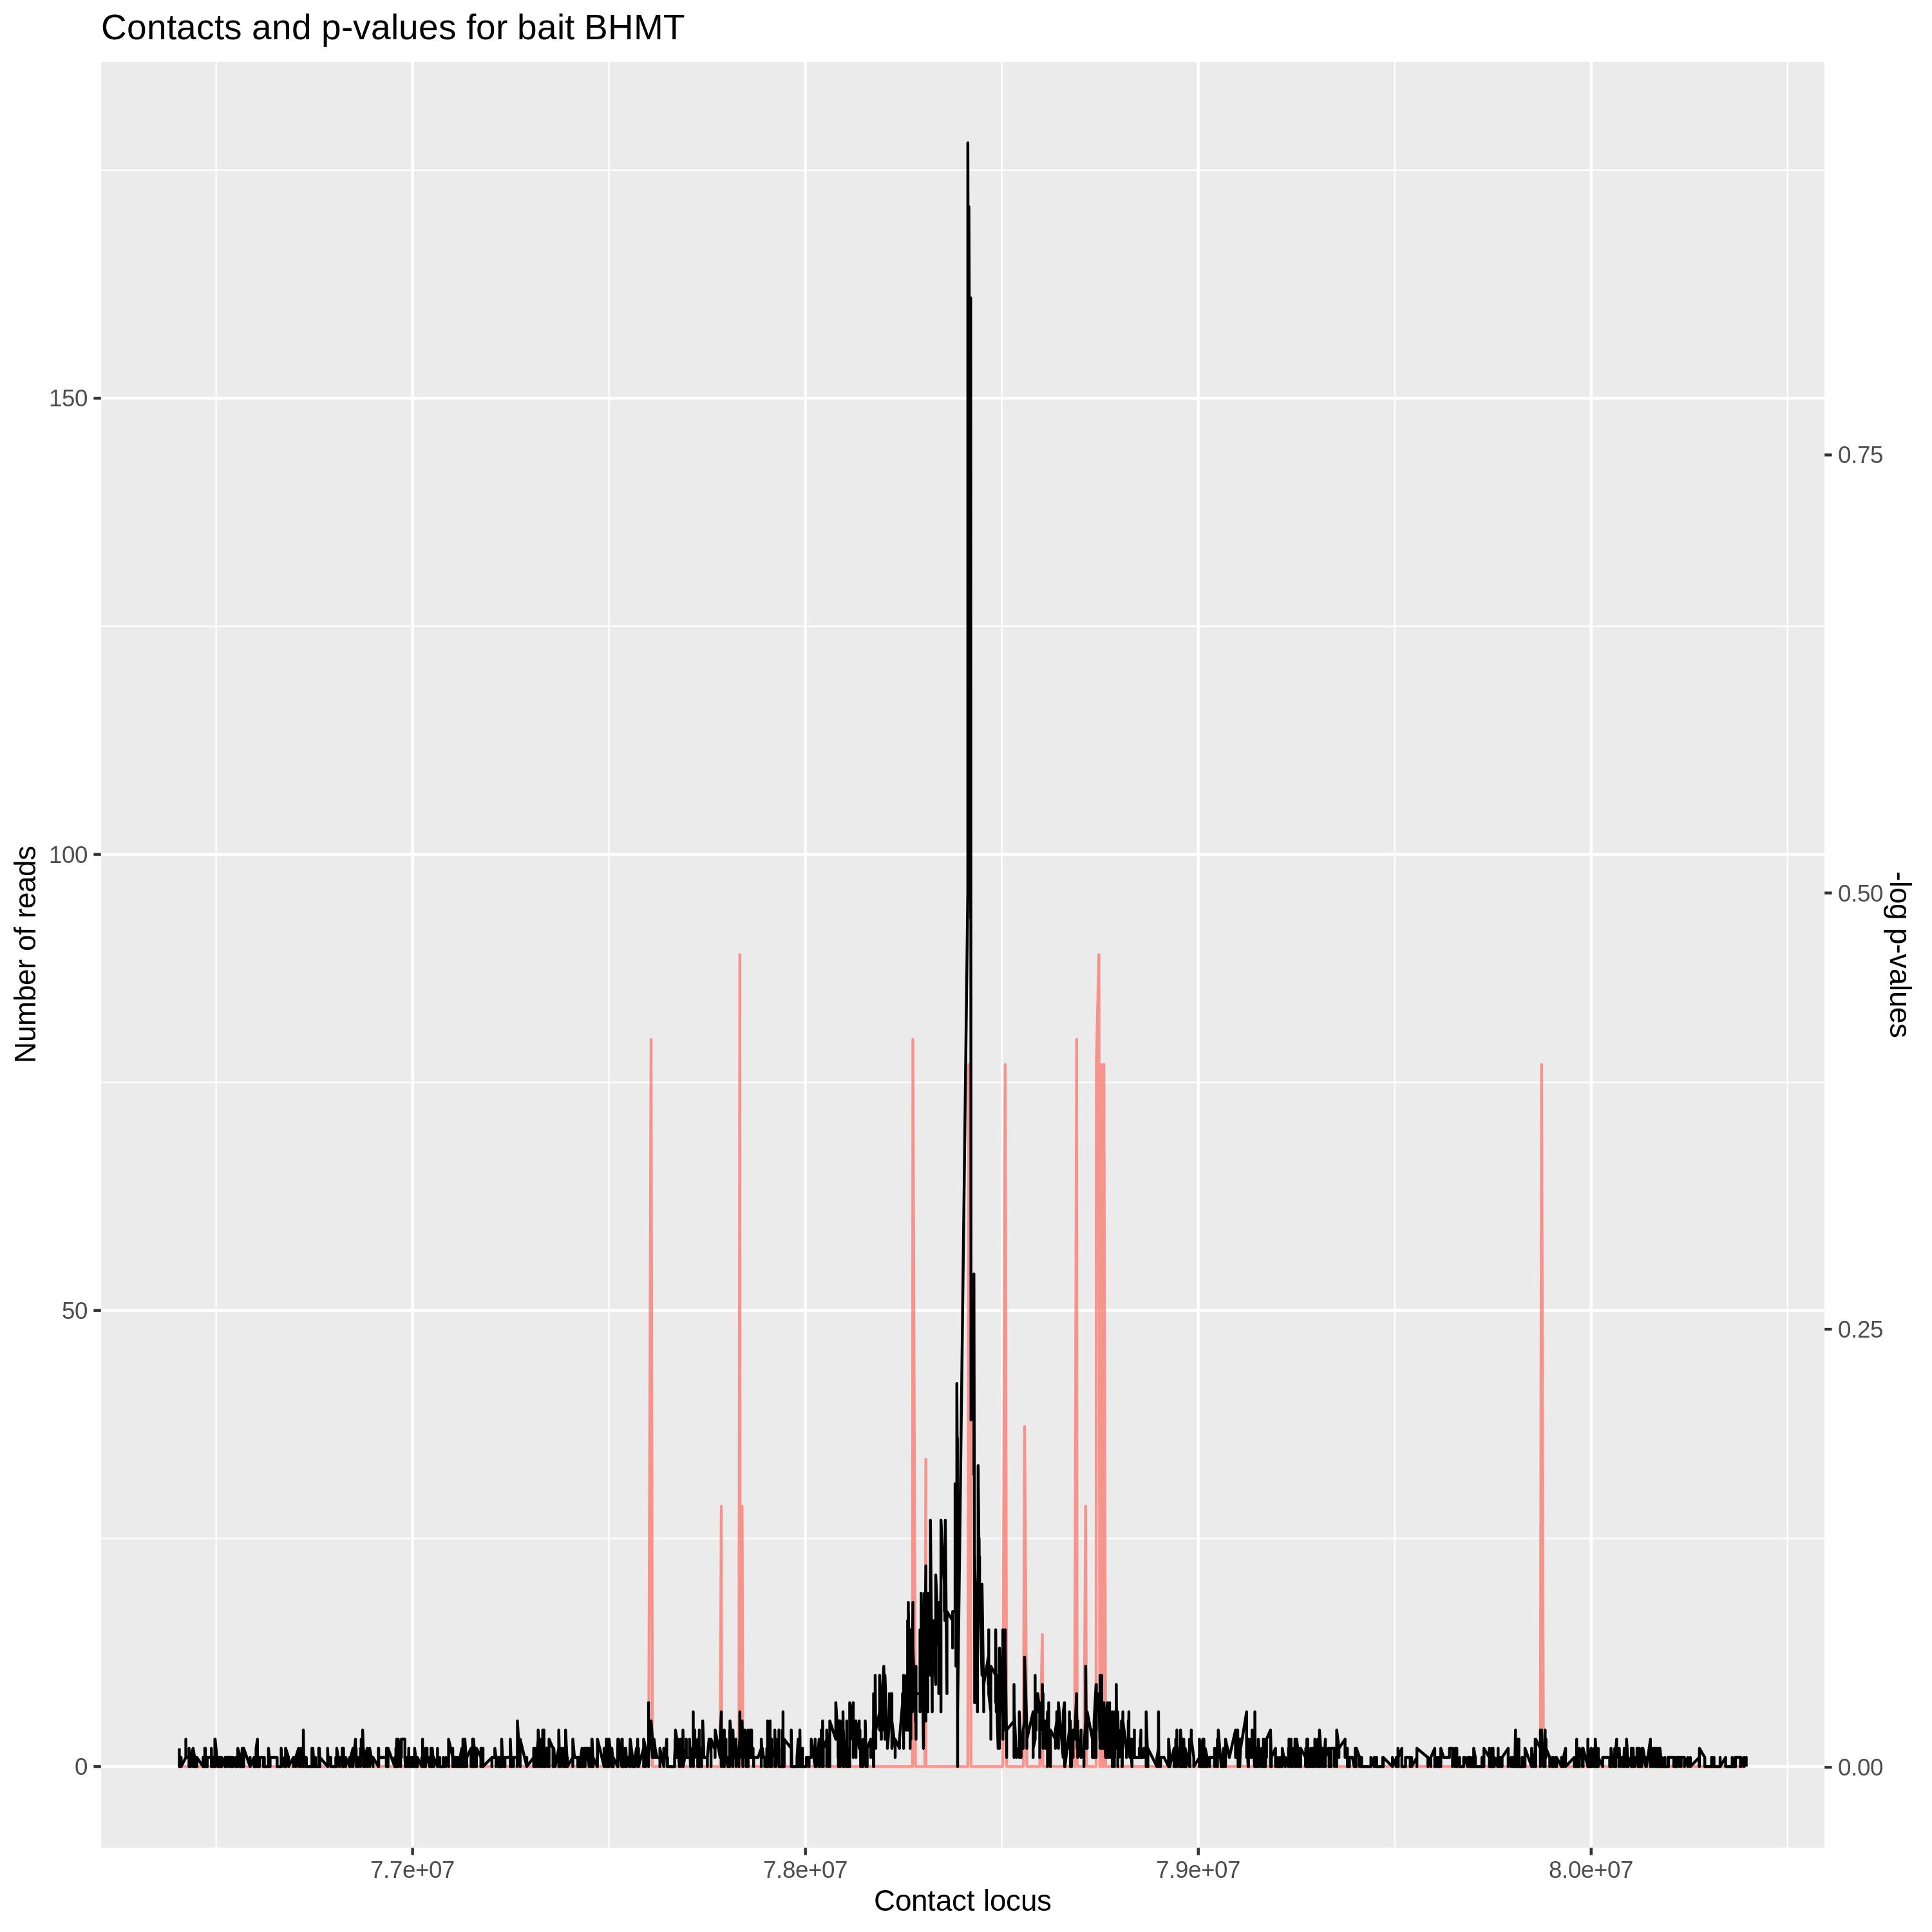 Contacts and p-values for bait BHMT
Number of reads
150
100
50
0
0.75
0.50
0.25
0.00
-log p-values
7.7e+07
7.8e+07
7.9e+07
8.0e+07
Contact locus